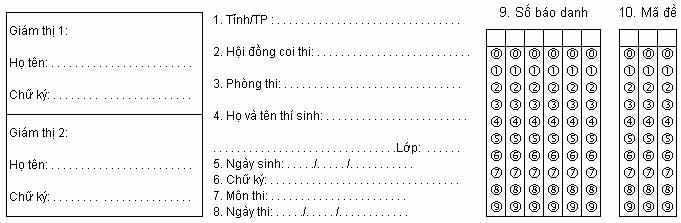 Giám thị 1:
Họ tên: . . . . . . . . . . . . . . . . . . . . . . .
Chữ ký: . . . . . . . . . . . . . . . . . . . . . . .
Giám thị 2:
Họ tên: . . . . . . . . . . . . . . . . . . . . . . .
Chữ ký: . . . . . . . . . . . . . . . . . . . . . . .
1. Tỉnh/TP : . . . . . . . . . . . . . . . . . . . . . . . . . . .
2. Hội đồng coi thi: . . . . . . . . . . . . . . . . . . . . .
3. Phòng thi: . . . . . . . . . . . . . . . . . . . . . . . . . .
4. Họ và tên thí sinh: . . . . . . . . . . . . . . . . . . .
. . . . . . . . . . . . . . . . . . . . . . . . . . . . . .Lớp: . . . . . .
5. Ngày sinh: . . . . ./. . . . . ./. . . . . . . . . .
6. Chữ ký: . . . . . . . . . . . . . . . . . . . . . . . . . . .
7. Môn thi: . . . . . . . . . . . . . . . . . . . . . . .
8. Ngày thi: . . . . ./. . . . . ./. . . . . . . . . . .
9. Số báo danh
⓪ ⓪ ⓪ ⓪ ⓪ ⓪
① ① ① ① ① ①
② ② ② ② ② ②
③ ③ ③ ③ ③ ③
④ ④ ④ ④ ④ ④
⑤ ⑤ ⑤ ⑤ ⑤ ⑤
⑥ ⑥ ⑥ ⑥ ⑥ ⑥
⑦ ⑦ ⑦ ⑦ ⑦ ⑦
⑧ ⑧ ⑧ ⑧ ⑧ ⑧
⑨ ⑨ ⑨ ⑨ ⑨ ⑨
10. Mã đề
⓪ ⓪ ⓪
① ① ①
② ② ②
③ ③ ③
④ ④ ④
⑤ ⑤ ⑤
⑥ ⑥ ⑥
⑦ ⑦ ⑦
⑧ ⑧ ⑧
⑨ ⑨ ⑨